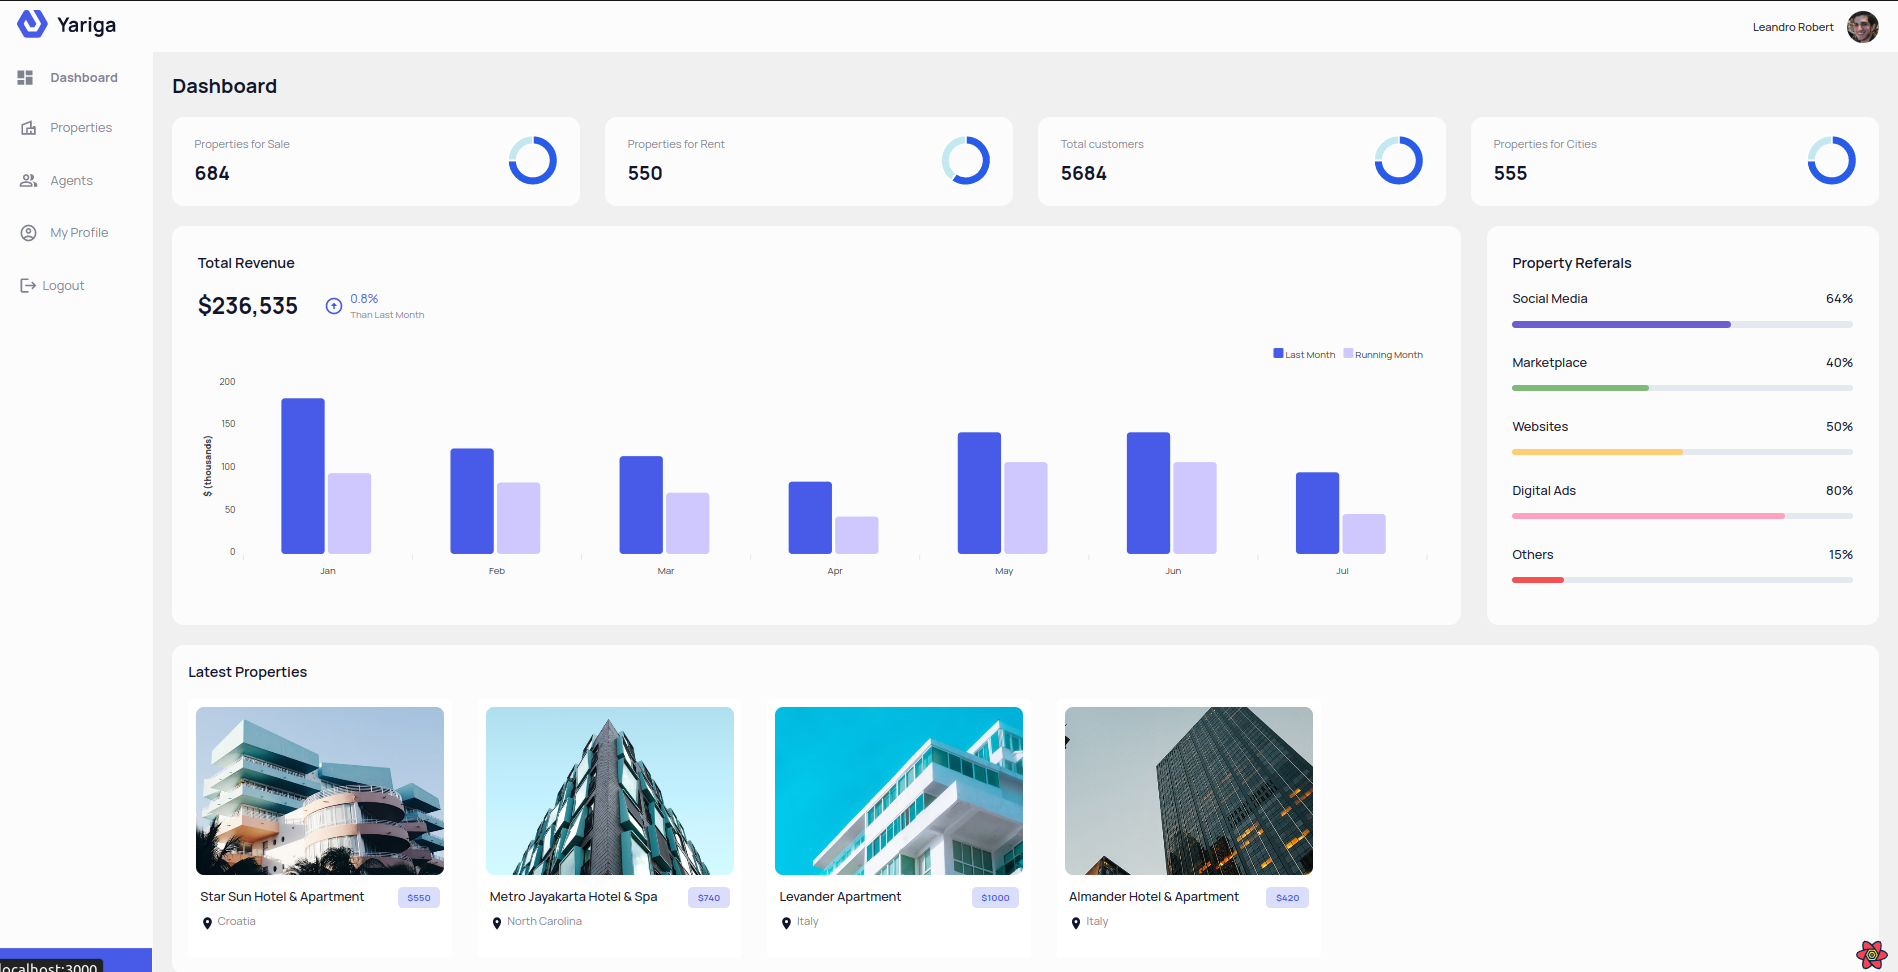 Yariga
Leandro Robert
Dashboard
Properties
Agents
My Profile
Logout
Dashboard
Properties for Sale
684
Properties for Rent
550
Total customers
5684
Properties for Cities
555
Total Revenue
$236,535
0.8%
Than Last Month
Last Month
Running Month
$ (thousands)
200
150
100
50
0
Jan
Feb
Mar
Apr
May
Jun
Jul
Property Referrals
Social Media
64%
Marketplace
40%
Websites
50%
Digital Ads
80%
Others
15%
Latest Properties
Star Sun Hotel & Apartment
$550
Croatia
Metro Jayakarta Hotel & Spa
$740
North Carolina
Levander Apartment
$1000
Italy
Almander Hotel & Apartment
$420
Italy
localhost:3000